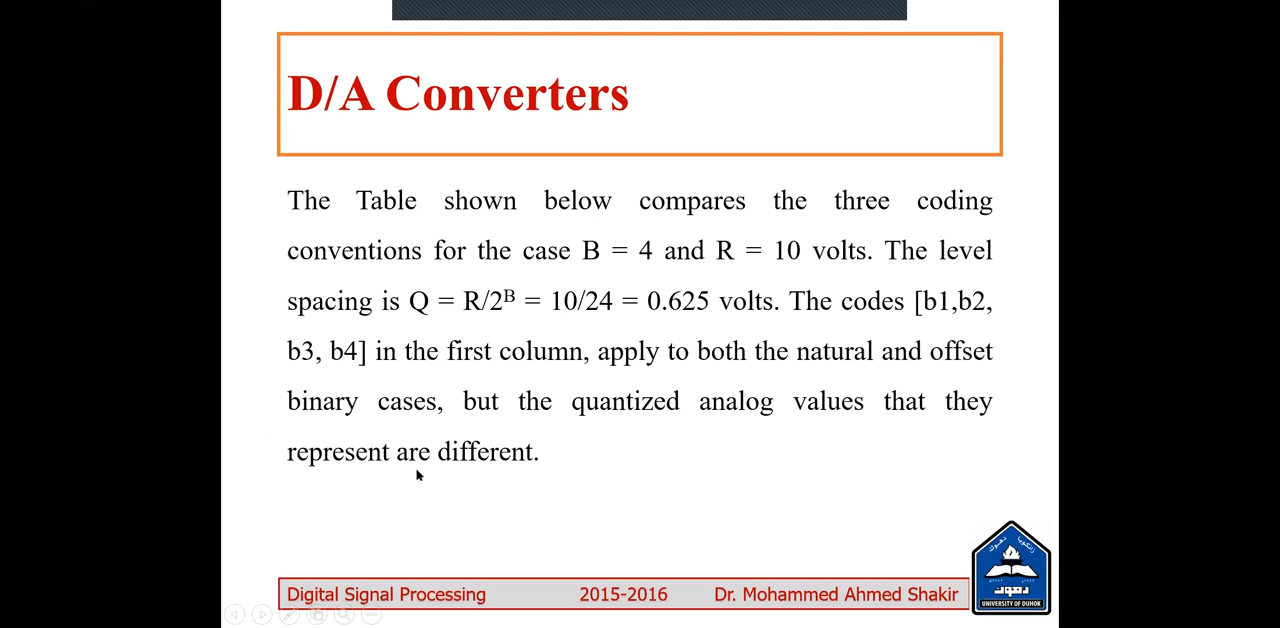 D/A Converters
The Table shown below compares the three coding
conventions for the case B = 4 and R = 10 volts. The level
spacing is Q = R/2ᴮ = 10/24 = 0.625 volts. The codes [b1,b2,
b3, b4] in the first column, apply to both the natural and offset
binary cases, but the quantized analog values that they
represent are different.
Digital Signal Processing 2015-2016 Dr. Mohammed Ahmed Shakir
UNIVERSITY OF DUHOK